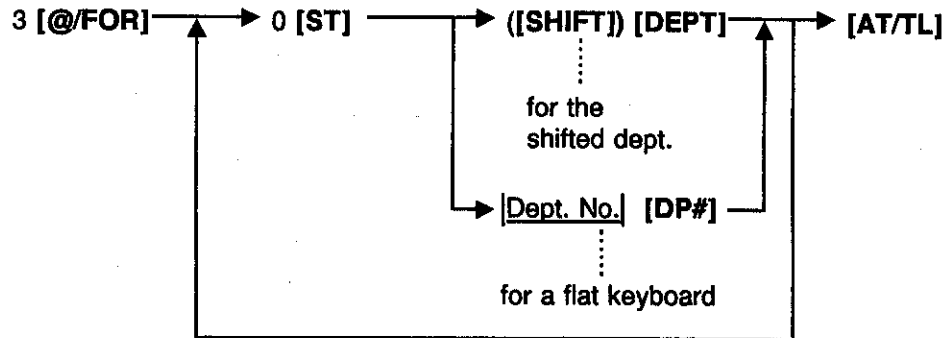 3 [@/FOR] 0 [ST] ([SHIFT]) [DEPT] [AT/TL]
for the
shifted dept.
|Dept. No.| [DP#]
for a flat keyboard